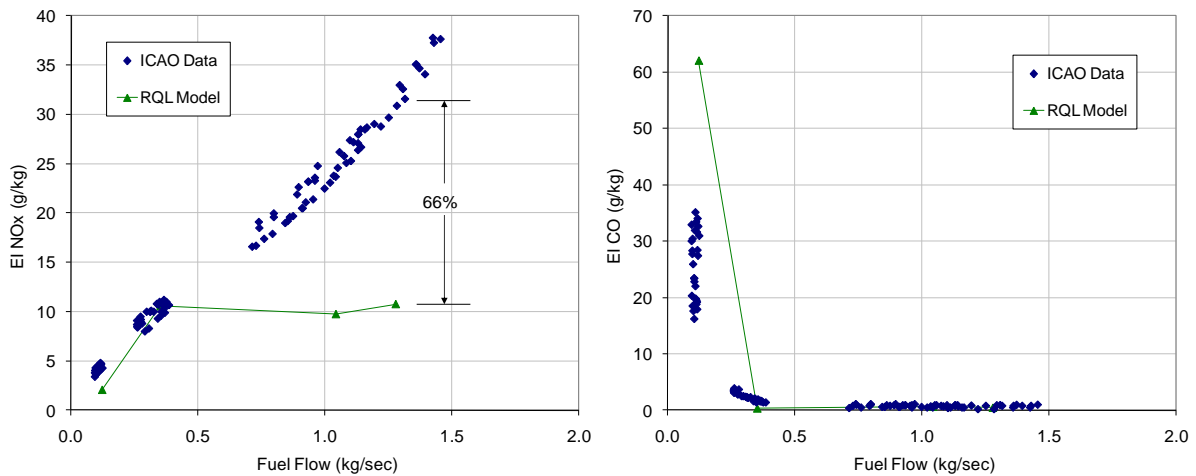 40
35
30
25
20
15
10
5
0
EI NOx (g/kg)
ICAO Data
RQL Model
66%
0.0 0.5 1.0 1.5 2.0
Fuel Flow (kg/sec)
70
60
50
40
30
20
10
0
EI CO (g/kg)
ICAO Data
RQL Model
0.0 0.5 1.0 1.5 2.0
Fuel Flow (kg/sec)